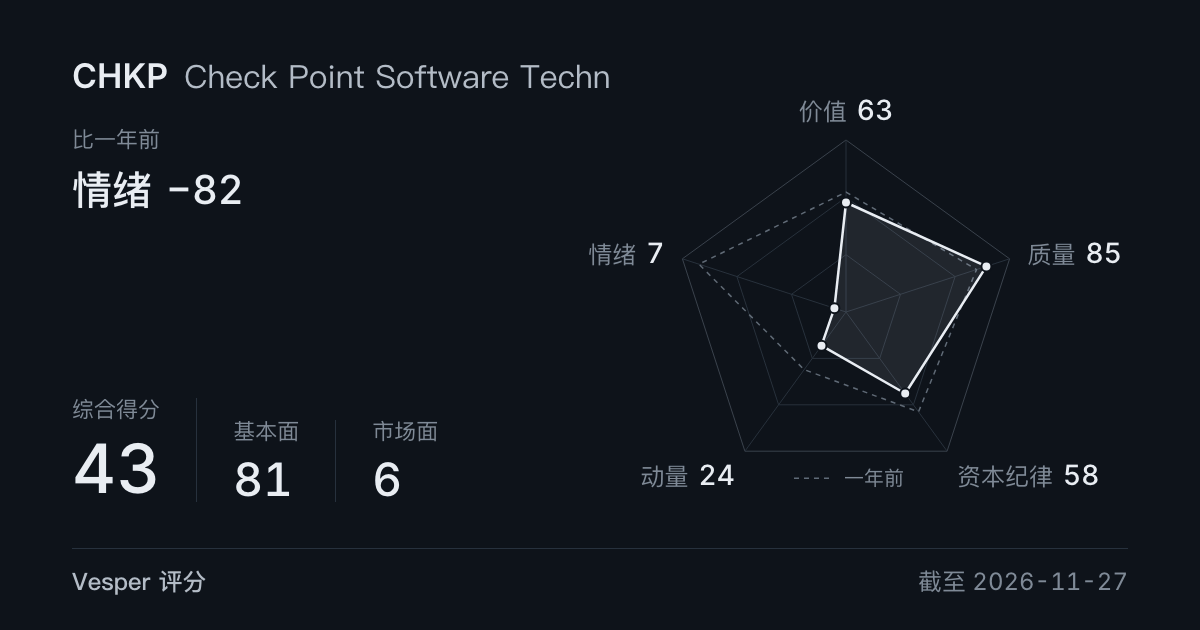 CHKP Check Point Software Techn
比一年前
情绪 −82
价值 63
质量 85
情绪 7
动量 24
---- 一年前
资本纪律 58
综合得分
43
基本面
81
市场面
6
Vesper 评分
截至 2026-11-27